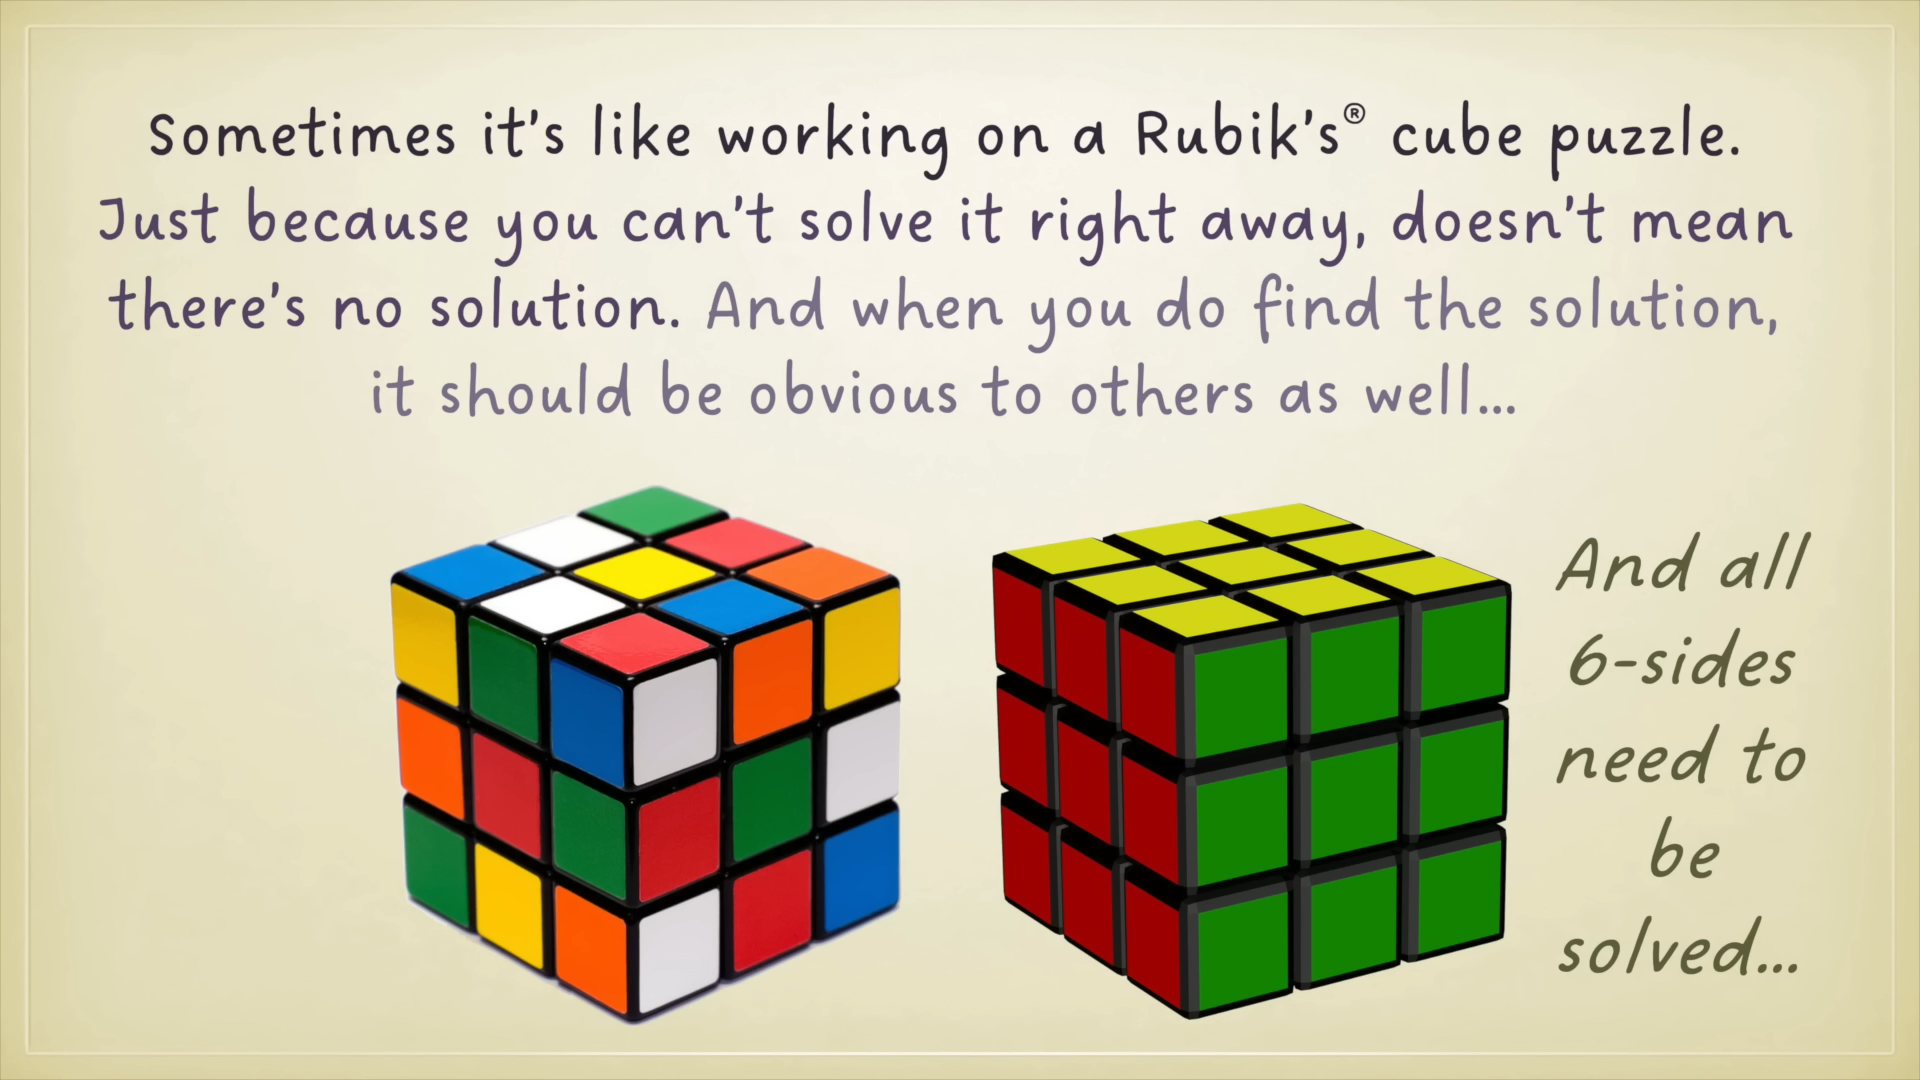 Sometimes it's like working on a Rubik's® cube puzzle.
Just because you can't solve it right away, doesn't mean
there's no solution. And when you do find the solution,
it should be obvious to others as well...
And all
6-sides
need to
be
solved...